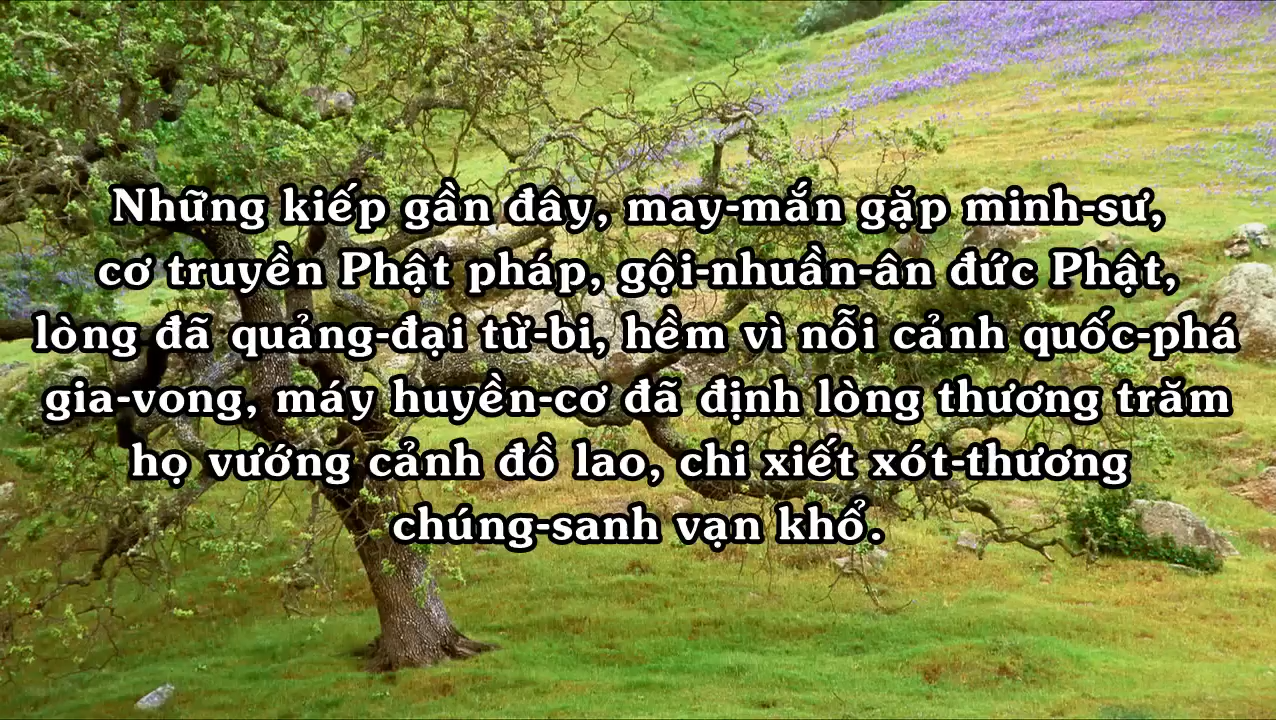 Những kiếp gần đây, may-mắn gặp minh-sư,
cơ truyền Phật pháp, gội-nhuần-ân đức Phật,
lòng đã quảng-đại từ-bi, hềm vì nỗi cảnh quốc-phá
gia-vong, máy huyền-cơ đã định lòng thương trăm
họ vướng cảnh đồ lao, chi xiết xót-thương
chúng-sanh vạn khổ.